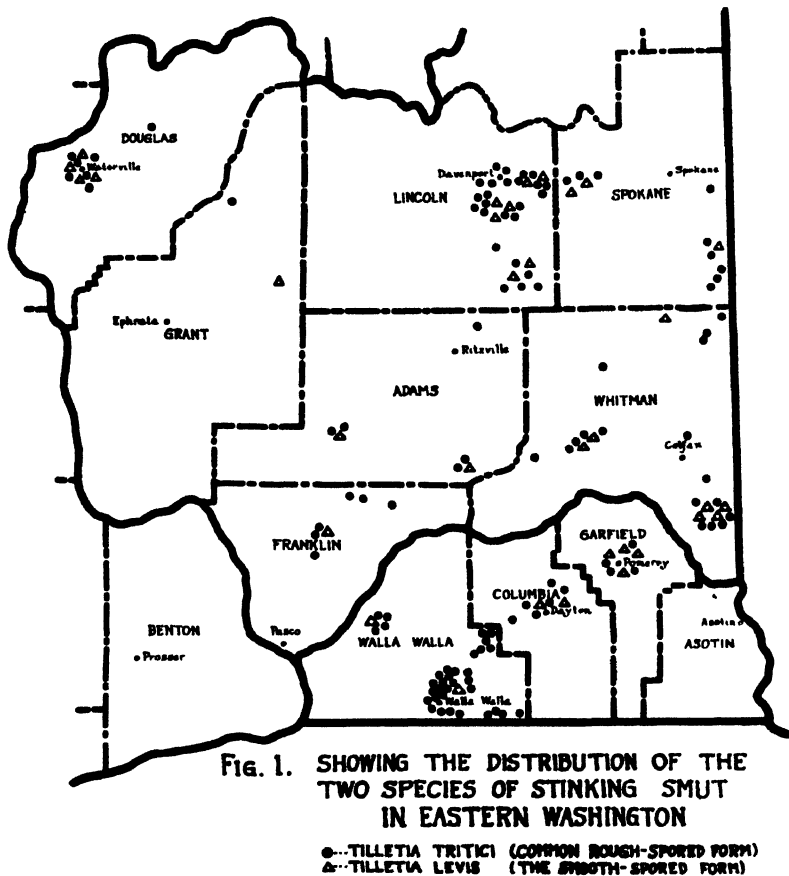 DOUGLAS
Waterville
Davenport
Spokane
LINCOLN
SPOKANE
Ephrata
GRANT
Ritzville
ADAMS
WHITMAN
Colfax
FRANKLIN
GARFIELD
Pomeroy
COLUMBIA
Dayton
BENTON
Pasco
WALLA WALLA
Asotin
ASOTIN
Prosser
Walla Walla
FIG. 1. SHOWING THE DISTRIBUTION OF THE
TWO SPECIES OF STINKING SMUT
IN EASTERN WASHINGTON
●---TILLETIA TRITICI (COMMON ROUGH-SPORED FORM)
△---TILLETIA LEVIS (THE SMOOTH-SPORED FORM)